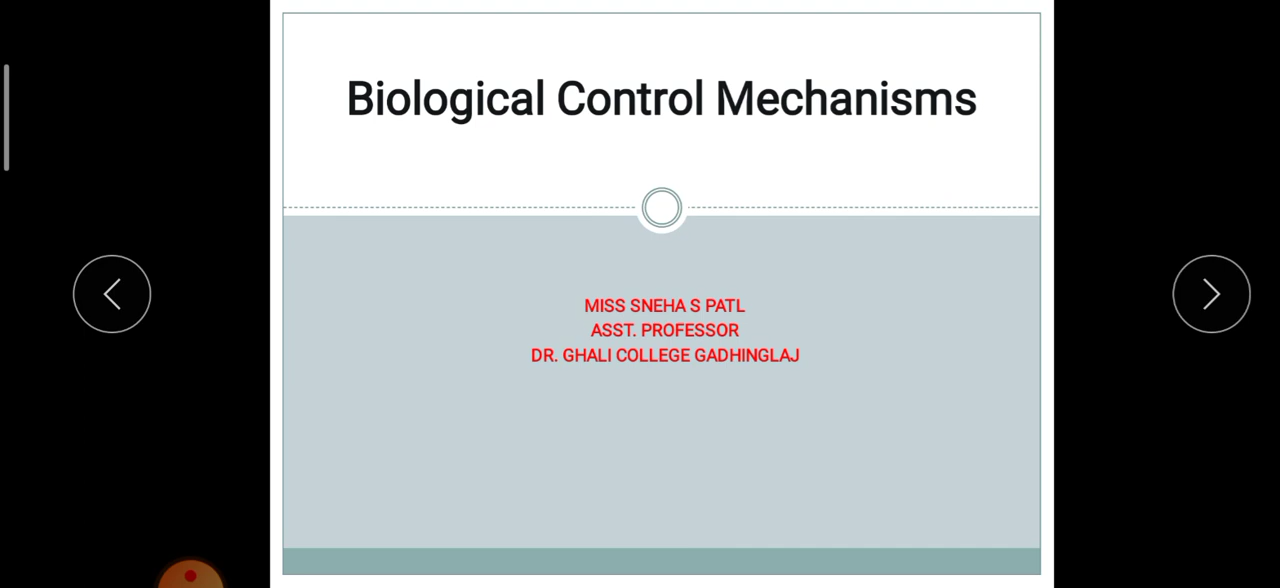 Biological Control Mechanisms
MISS SNEHA S PATL
ASST. PROFESSOR
DR. GHALI COLLEGE GADHINGLAJ